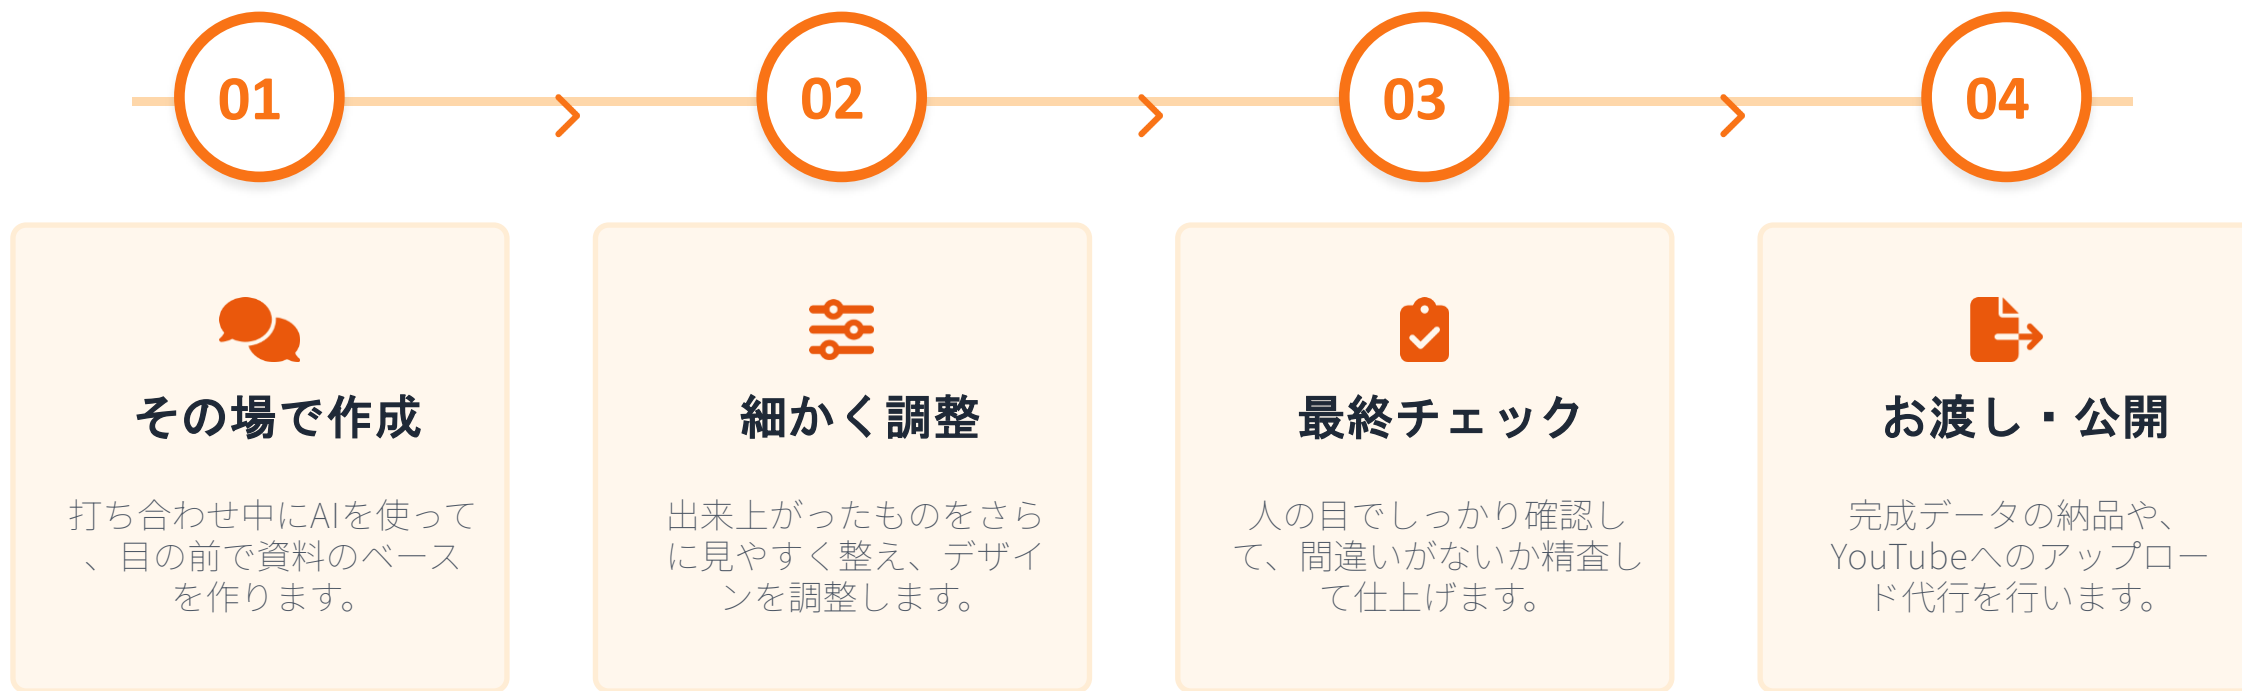 01
02
03
04
その場で作成
打ち合わせ中にAIを使って
、目の前で資料のベース
を作ります。
細かく調整
出来上がったものをさら
に見やすく整え、デザイ
ンを調整します。
最終チェック
人の目でしっかり確認し
て、間違いがないか精査し
て仕上げます。
お渡し・公開
完成データの納品や、
YouTubeへのアップロー
ド代行を行います。